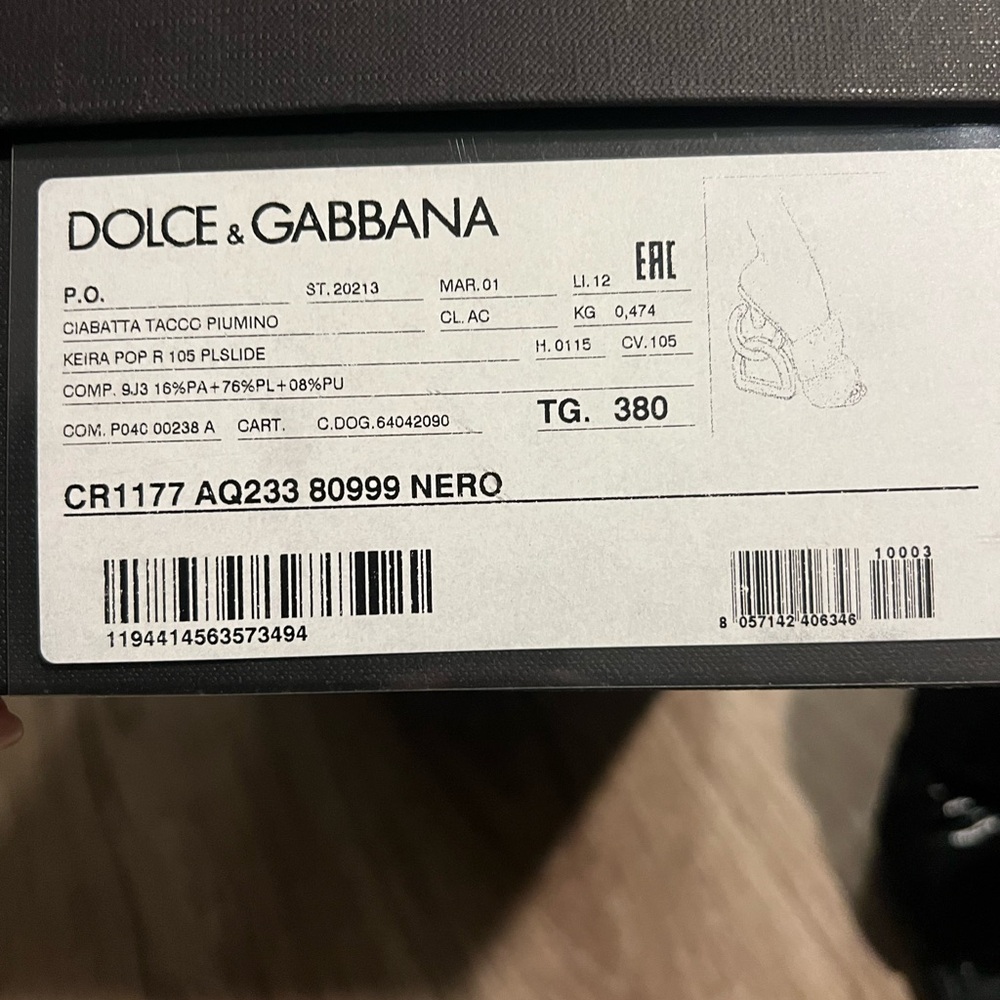 DOLCE & GABBANA
EAC
P.O. ST. 20213 MAR. 01 LI. 12
CIABATTA TACCO PIUMINO CL. AC KG 0,474
KEIRA POP R 105 PLSLIDE H. 0115 CV. 105
COMP. 9J3 16%PA+76%PL+08%PU
COM. P04C 00238 A CART. C.DOG.64042090 TG. 380
CR1177 AQ233 80999 NERO
1194414563573494
10003
8 057142 406346